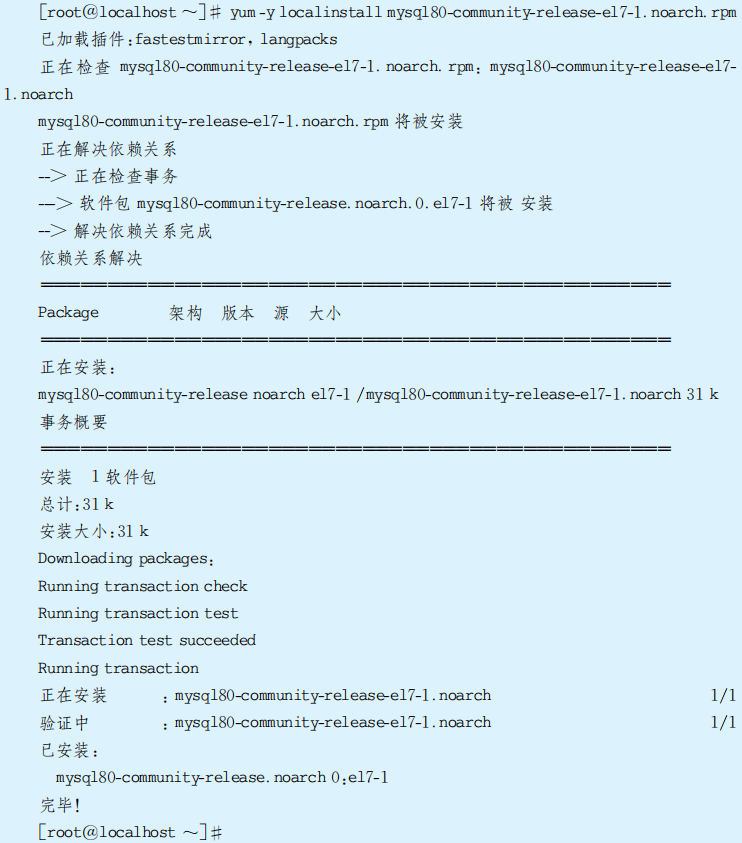 [root@localhost ～]# yum -y localinstall mysql80-community-release-el7-1.noarch.rpm
已加载插件:fastestmirror, langpacks
正在检查 mysql80-community-release-el7-1.noarch.rpm: mysql80-community-release-el7-
1.noarch
mysql80-community-release-el7-1.noarch.rpm 将被安装
正在解决依赖关系
--> 正在检查事务
---> 软件包 mysql80-community-release.noarch.0.el7-1 将被 安装
--> 解决依赖关系完成
依赖关系解决
================================================
Package 架构 版本 源 大小
================================================
正在安装:
mysql80-community-release noarch el7-1 /mysql80-community-release-el7-1.noarch 31 k
事务概要
================================================
安装 1 软件包
总计:31 k
安装大小:31 k
Downloading packages:
Running transaction check
Running transaction test
Transaction test succeeded
Running transaction
正在安装 : mysql80-community-release-el7-1.noarch 1/1
验证中 : mysql80-community-release-el7-1.noarch 1/1
已安装:
mysql80-community-release.noarch 0:el7-1
完毕!
[root@localhost ～]#